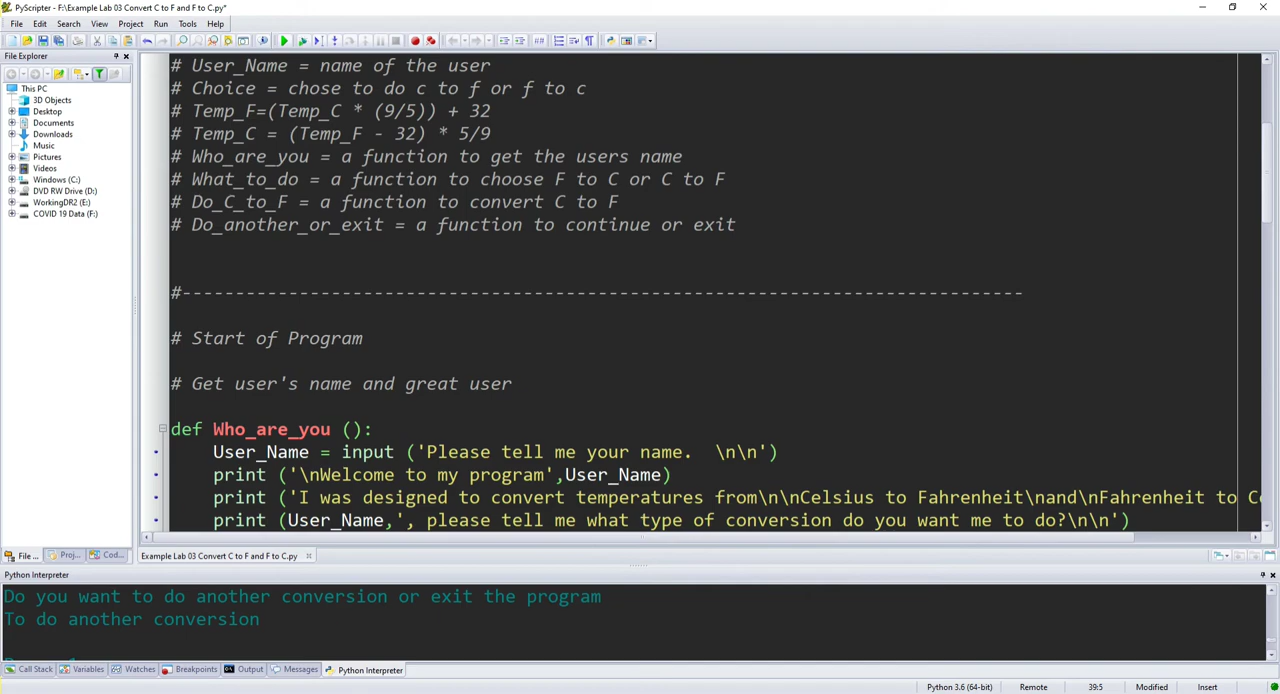 PyScripter - F:\Example Lab 03 Convert C to F and F to C.py*
File Edit Search View Project Run Tools Help
File Explorer
This PC
3D Objects
Desktop
Documents
Downloads
Music
Pictures
Videos
Windows (C:)
DVD RW Drive (D:)
WorkingDR2 (E:)
COVID 19 Data (F:)
# User_Name = name of the user
# Choice = chose to do c to f or f to c
# Temp_F=(Temp_C * (9/5)) + 32
# Temp_C = (Temp_F - 32) * 5/9
# Who_are_you = a function to get the users name
# What_to_do = a function to choose F to C or C to F
# Do_C_to_F = a function to convert C to F
# Do_another_or_exit = a function to continue or exit
#-------------------------------------------------------------------------------
# Start of Program
# Get user's name and great user
def Who_are_you ():
User_Name = input ('Please tell me your name.  \n\n')
print ('\nWelcome to my program',User_Name)
print ('I was designed to convert temperatures from\n\nCelsius to Fahrenheit\nand\nFahrenheit to Ce
print (User_Name,', please tell me what type of conversion do you want me to do?\n\n')
File ... Proj... Cod...
Example Lab 03 Convert C to F and F to C.py
Python Interpreter
Do you want to do another conversion or exit the program
To do another conversion
Call Stack Variables Watches Breakpoints Output Messages Python Interpreter
Python 3.6 (64-bit) Remote 39:5 Modified Insert